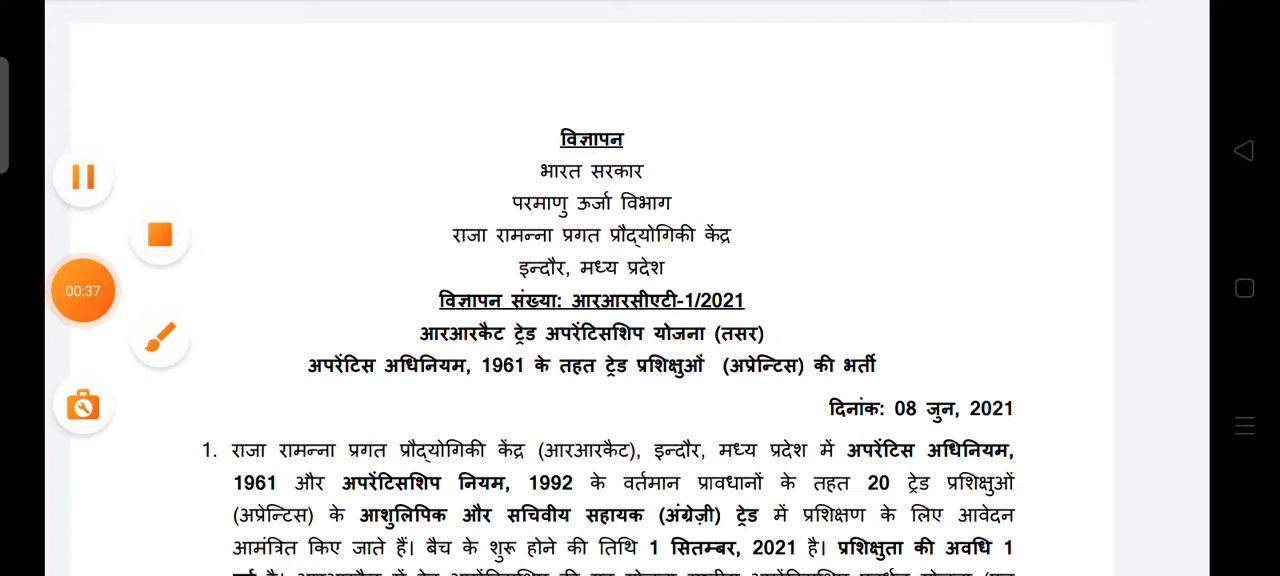 विज्ञापन
भारत सरकार
परमाणु ऊर्जा विभाग
राजा रामन्ना प्रगत प्रौद्योगिकी केंद्र
इन्दौर, मध्य प्रदेश
विज्ञापन संख्या: आरआरसीएटी-1/2021
आरआरकैट ट्रेड अपरेंटिसशिप योजना (तसर)
अपरेंटिस अधिनियम, 1961 के तहत ट्रेड प्रशिक्षुओं (अप्रेन्टिस) की भर्ती
दिनांक: 08 जुन, 2021
00:37
1. राजा रामन्ना प्रगत प्रौद्योगिकी केंद्र (आरआरकैट), इन्दौर, मध्य प्रदेश में अपरेंटिस अधिनियम,
1961 और अपरेंटिसशिप नियम, 1992 के वर्तमान प्रावधानों के तहत 20 ट्रेड प्रशिक्षुओं
(अप्रेन्टिस) के आशुलिपिक और सचिवीय सहायक (अंग्रेज़ी) ट्रेड में प्रशिक्षण के लिए आवेदन
आमंत्रित किए जाते हैं। बैच के शुरू होने की तिथि 1 सितम्बर, 2021 है। प्रशिक्षुता की अवधि 1